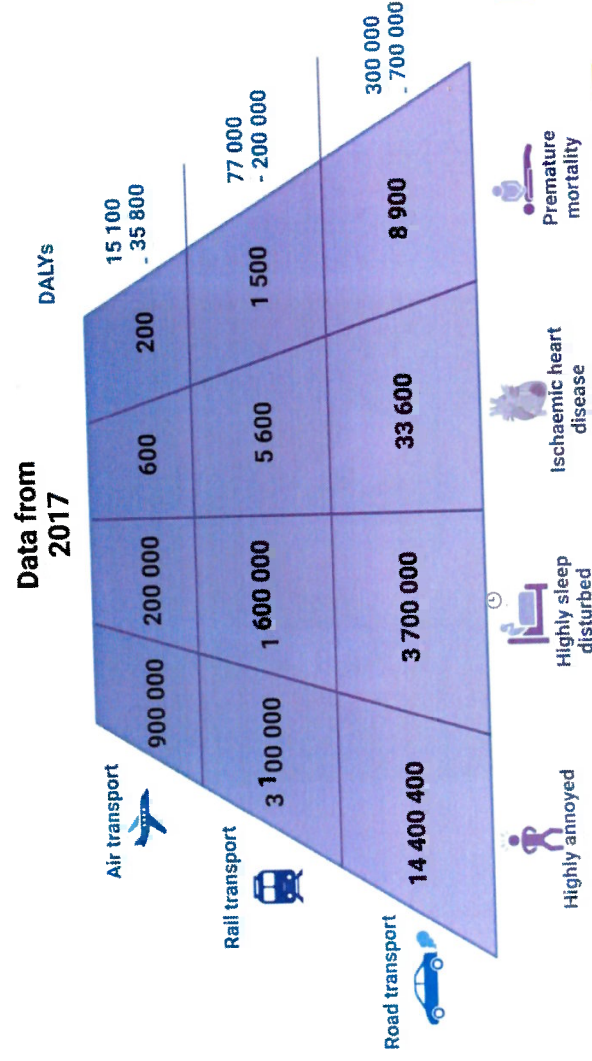 Data from
2017
DALYs
Air transport
900 000
200 000
600
200
15 100
- 35 800
Rail transport
3 100 000
1 600 000
5 600
1 500
77 000
- 200 000
Road transport
14 400 400
3 700 000
33 600
8 900
300 000
- 700 000
Highly annoyed
Highly sleep
disturbed
Ischaemic heart
disease
Premature
mortality